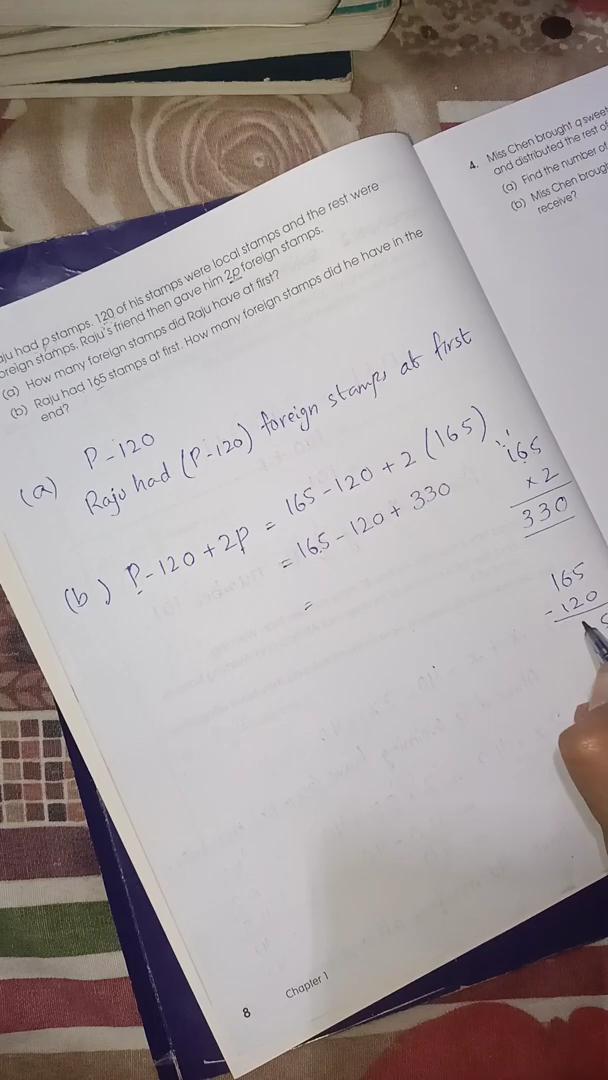 had p stamps. 120 of his stamps were local stamps and the rest were
stamps. Raju's friend then gave him 2p foreign stamps.
(a) How many foreign stamps did Raju have at first?
(b) Raju had 165 stamps at first. How many foreign stamps did he have in the
end?
(a) P-120
Raju had (P-120) foreign stamps at first
(b) P-120+2P = 165-120+2(165)
= 165-120+330
=
165
×2
330
165
-120
5
8 Chapter 1
4. Miss Chen brought q
and distributed the rest
(a) Find the number of
(b) Miss Chen
receive?